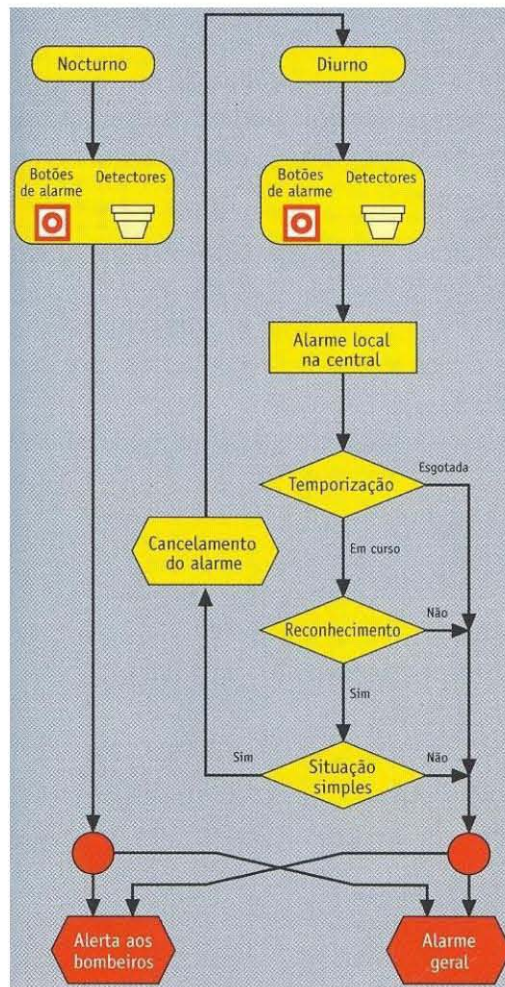 Nocturno
Diurno
Botões
de alarme
Detectores
Botões
de alarme
Detectores
Alarme local
na central
Temporização
Esgotada
Em curso
Cancelamento
do alarme
Reconhecimento
Não
Sim
Sim
Situação
simples
Não
Alerta aos
bombeiros
Alarme
geral